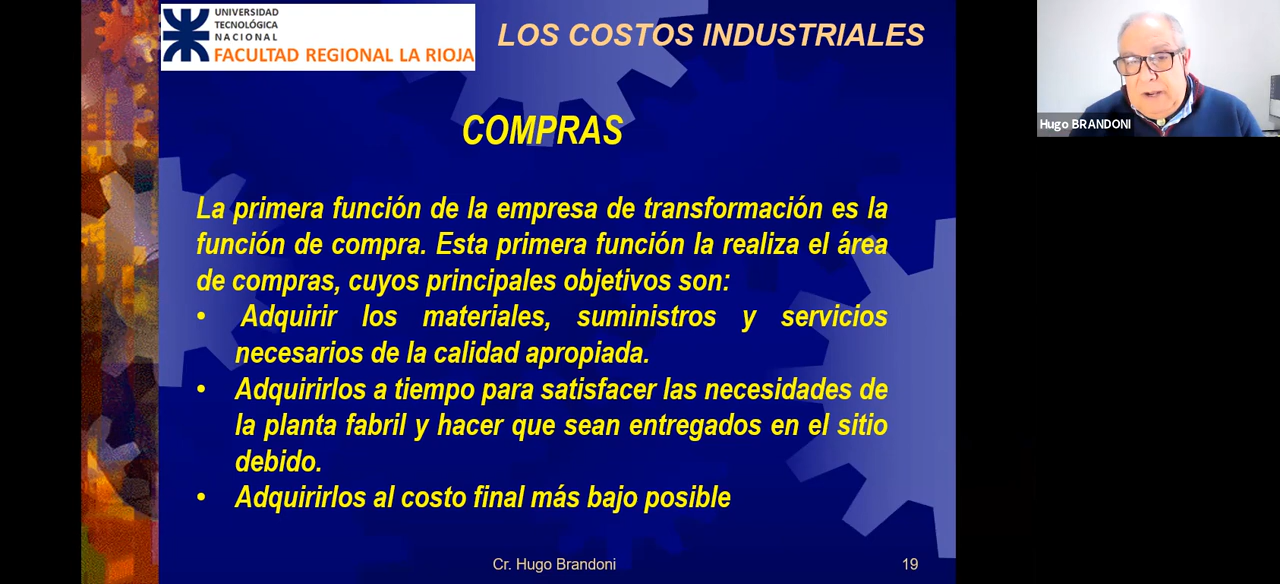 UNIVERSIDAD
TECNOLÓGICA
NACIONAL
FACULTAD REGIONAL LA RIOJA
LOS COSTOS INDUSTRIALES
COMPRAS
La primera función de la empresa de transformación es la
función de compra. Esta primera función la realiza el área
de compras, cuyos principales objetivos son:
• Adquirir los materiales, suministros y servicios
necesarios de la calidad apropiada.
• Adquirirlos a tiempo para satisfacer las necesidades de
la planta fabril y hacer que sean entregados en el sitio
debido.
• Adquirirlos al costo final más bajo posible
Cr. Hugo Brandoni
19
Hugo BRANDONI